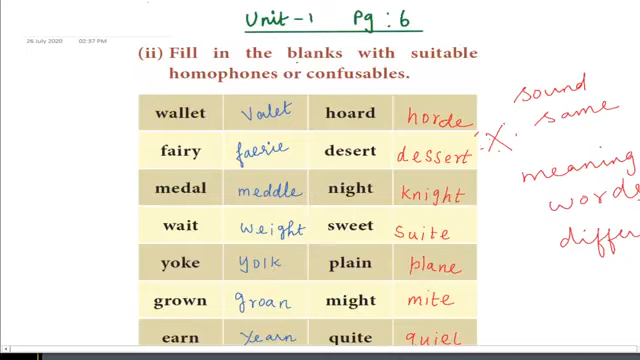 Unit-1 Pg: 6
26 July 2020 02:37 PM
(ii) Fill in the blanks with suitable
homophones or confusables.
wallet valet hoard horde
fairy faerie desert dessert
medal meddle night knight
wait weight sweet suite
yoke yolk plain plane
grown groan might mite
earn yearn quite quiet
sound
same
meaning
words
differ